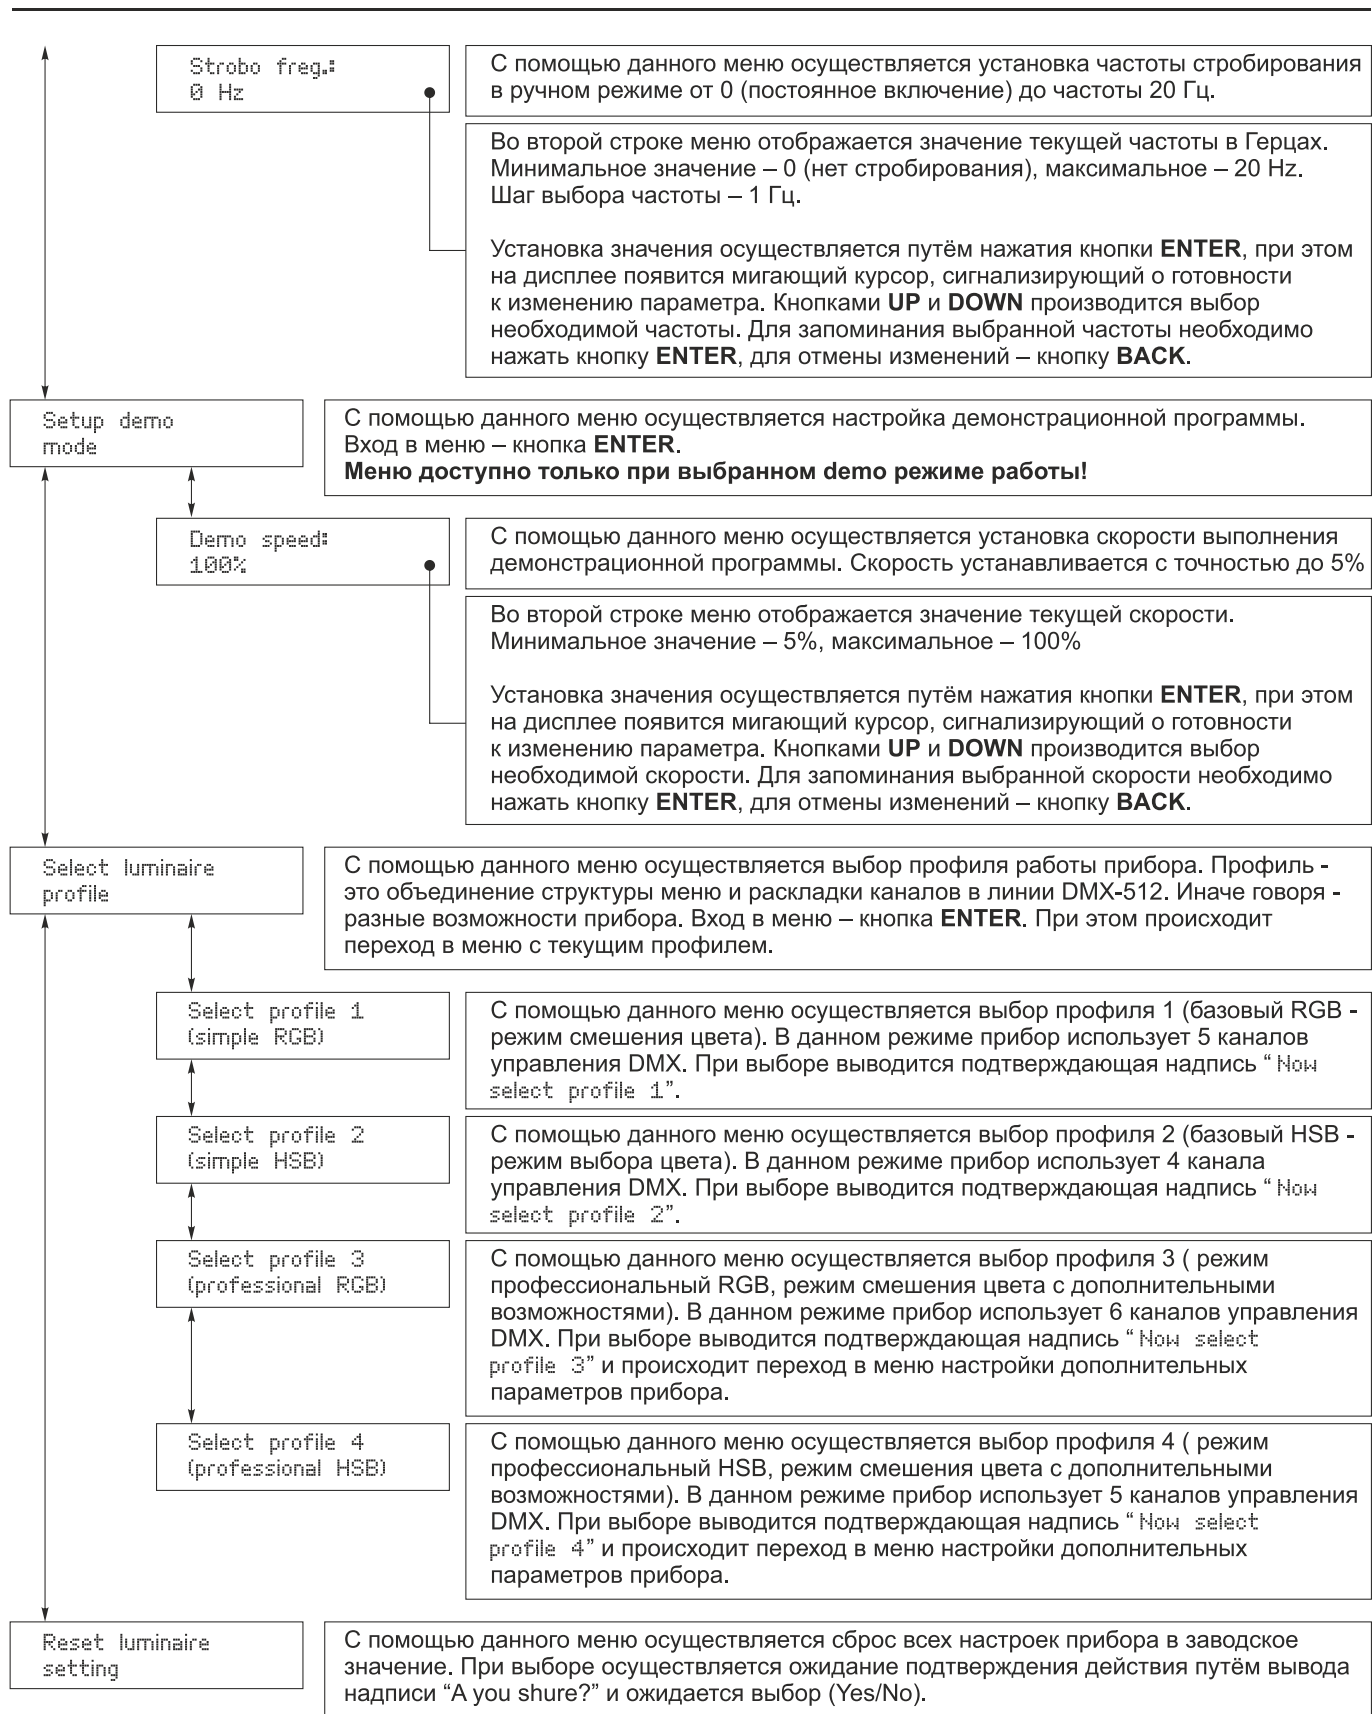 Strobo freg.:
0 Hz
С помощью данного меню осуществляется установка частоты стробирования
в ручном режиме от 0 (постоянное включение) до частоты 20 Гц.
Во второй строке меню отображается значение текущей частоты в Герцах.
Минимальное значение – 0 (нет стробирования), максимальное – 20 Hz.
Шаг выбора частоты – 1 Гц.
Установка значения осуществляется путём нажатия кнопки ENTER, при этом
на дисплее появится мигающий курсор, сигнализирующий о готовности
к изменению параметра. Кнопками UP и DOWN производится выбор
необходимой частоты. Для запоминания выбранной частоты необходимо
нажать кнопку ENTER, для отмены изменений – кнопку BACK.
Setup demo
mode
С помощью данного меню осуществляется настройка демонстрационной программы.
Вход в меню – кнопка ENTER.
Меню доступно только при выбранном demo режиме работы!
Demo speed:
100%
С помощью данного меню осуществляется установка скорости выполнения
демонстрационной программы. Скорость устанавливается с точностью до 5%
Во второй строке меню отображается значение текущей скорости.
Минимальное значение – 5%, максимальное – 100%
Установка значения осуществляется путём нажатия кнопки ENTER, при этом
на дисплее появится мигающий курсор, сигнализирующий о готовности
к изменению параметра. Кнопками UP и DOWN производится выбор
необходимой скорости. Для запоминания выбранной скорости необходимо
нажать кнопку ENTER, для отмены изменений – кнопку BACK.
Select luminaire
profile
С помощью данного меню осуществляется выбор профиля работы прибора. Профиль -
это объединение структуры меню и раскладки каналов в линии DMX-512. Иначе говоря -
разные возможности прибора. Вход в меню – кнопка ENTER. При этом происходит
переход в меню с текущим профилем.
Select profile 1
(simple RGB)
С помощью данного меню осуществляется выбор профиля 1 (базовый RGB -
режим смешения цвета). В данном режиме прибор использует 5 каналов
управления DMX. При выборе выводится подтверждающая надпись “ Now
select profile 1”.
Select profile 2
(simple HSB)
С помощью данного меню осуществляется выбор профиля 2 (базовый HSB -
режим выбора цвета). В данном режиме прибор использует 4 канала
управления DMX. При выборе выводится подтверждающая надпись “ Now
select profile 2”.
Select profile 3
(professional RGB)
С помощью данного меню осуществляется выбор профиля 3 ( режим
профессиональный RGB, режим смешения цвета с дополнительными
возможностями). В данном режиме прибор использует 6 каналов управления
DMX. При выборе выводится подтверждающая надпись “ Now select
profile 3” и происходит переход в меню настройки дополнительных
параметров прибора.
Select profile 4
(professional HSB)
С помощью данного меню осуществляется выбор профиля 4 ( режим
профессиональный HSB, режим смешения цвета с дополнительными
возможностями). В данном режиме прибор использует 5 каналов управления
DMX. При выборе выводится подтверждающая надпись “ Now select
profile 4” и происходит переход в меню настройки дополнительных
параметров прибора.
Reset luminaire
setting
С помощью данного меню осуществляется сброс всех настроек прибора в заводское
значение. При выборе осуществляется ожидание подтверждения действия путём вывода
надписи “A you shure?” и ожидается выбор (Yes/No).